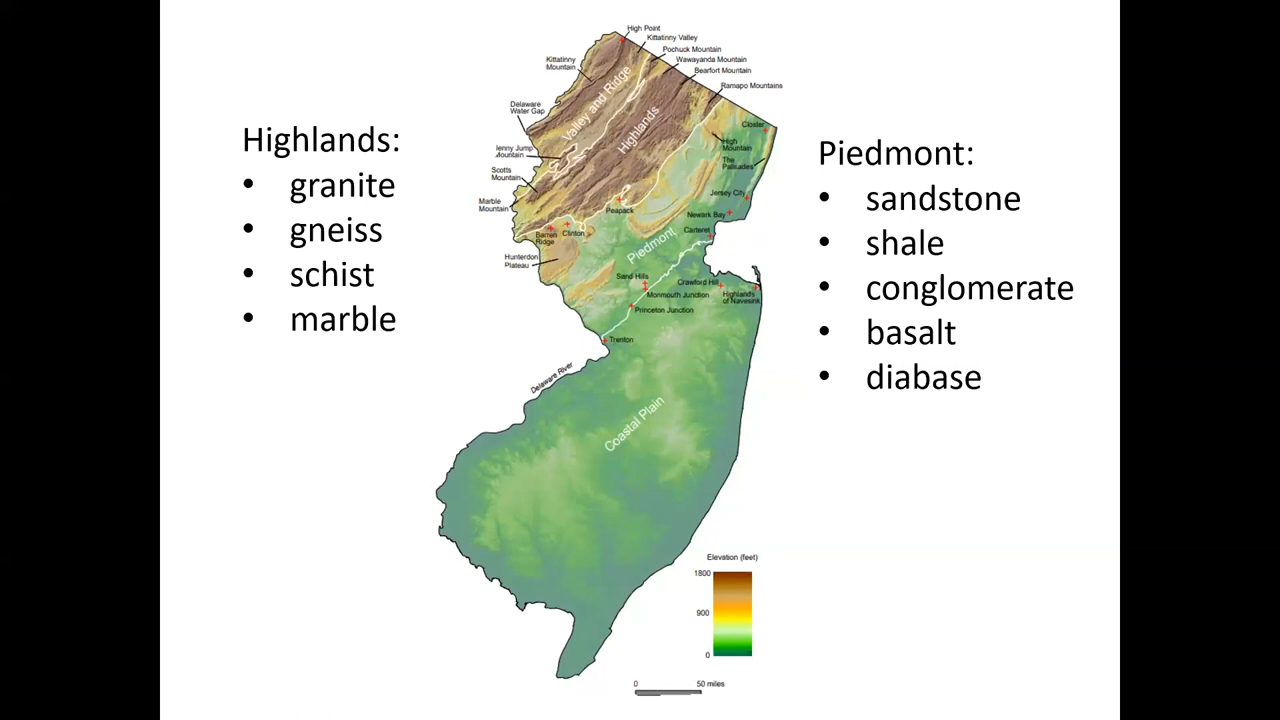 Highlands:
• granite
• gneiss
• schist
• marble
High Point
Kittatinny Valley
Pochuck Mountain
Wawayanda Mountain
Bearfort Mountain
Ramapo Mountains
Kittatinny
Mountain
Delaware
Water Gap
Jenny Jump
Mountain
Scotts
Mountain
Marble
Mountain
Valley and Ridge
Highlands
Closter
High
Mountain
The
Palisades
Jersey City
Newark Bay
Carteret
Peapack
Clinton
Barren
Ridge
Hunterdon
Plateau
Piedmont
Sand Hills
Crawford Hill
Highlands
of Navesink
Monmouth Junction
Princeton Junction
Trenton
Delaware River
Coastal Plain
Elevation (feet)
1800
900
0
0 50 miles
Piedmont:
• sandstone
• shale
• conglomerate
• basalt
• diabase